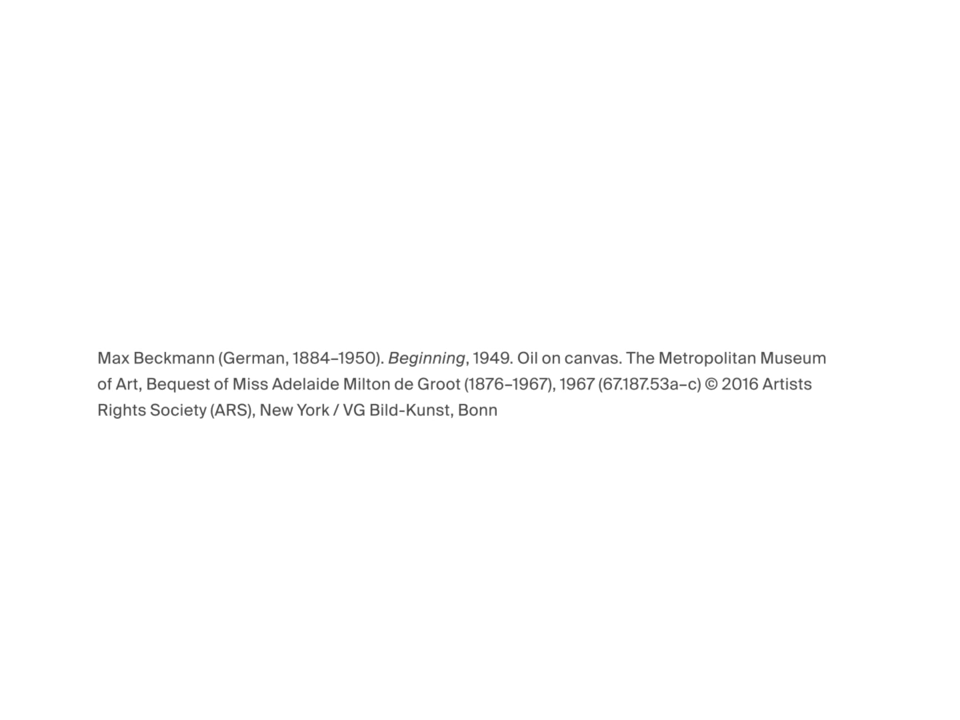 Max Beckmann (German, 1884–1950). Beginning, 1949. Oil on canvas. The Metropolitan Museum
of Art, Bequest of Miss Adelaide Milton de Groot (1876–1967), 1967 (67.187.53a–c) © 2016 Artists
Rights Society (ARS), New York / VG Bild-Kunst, Bonn